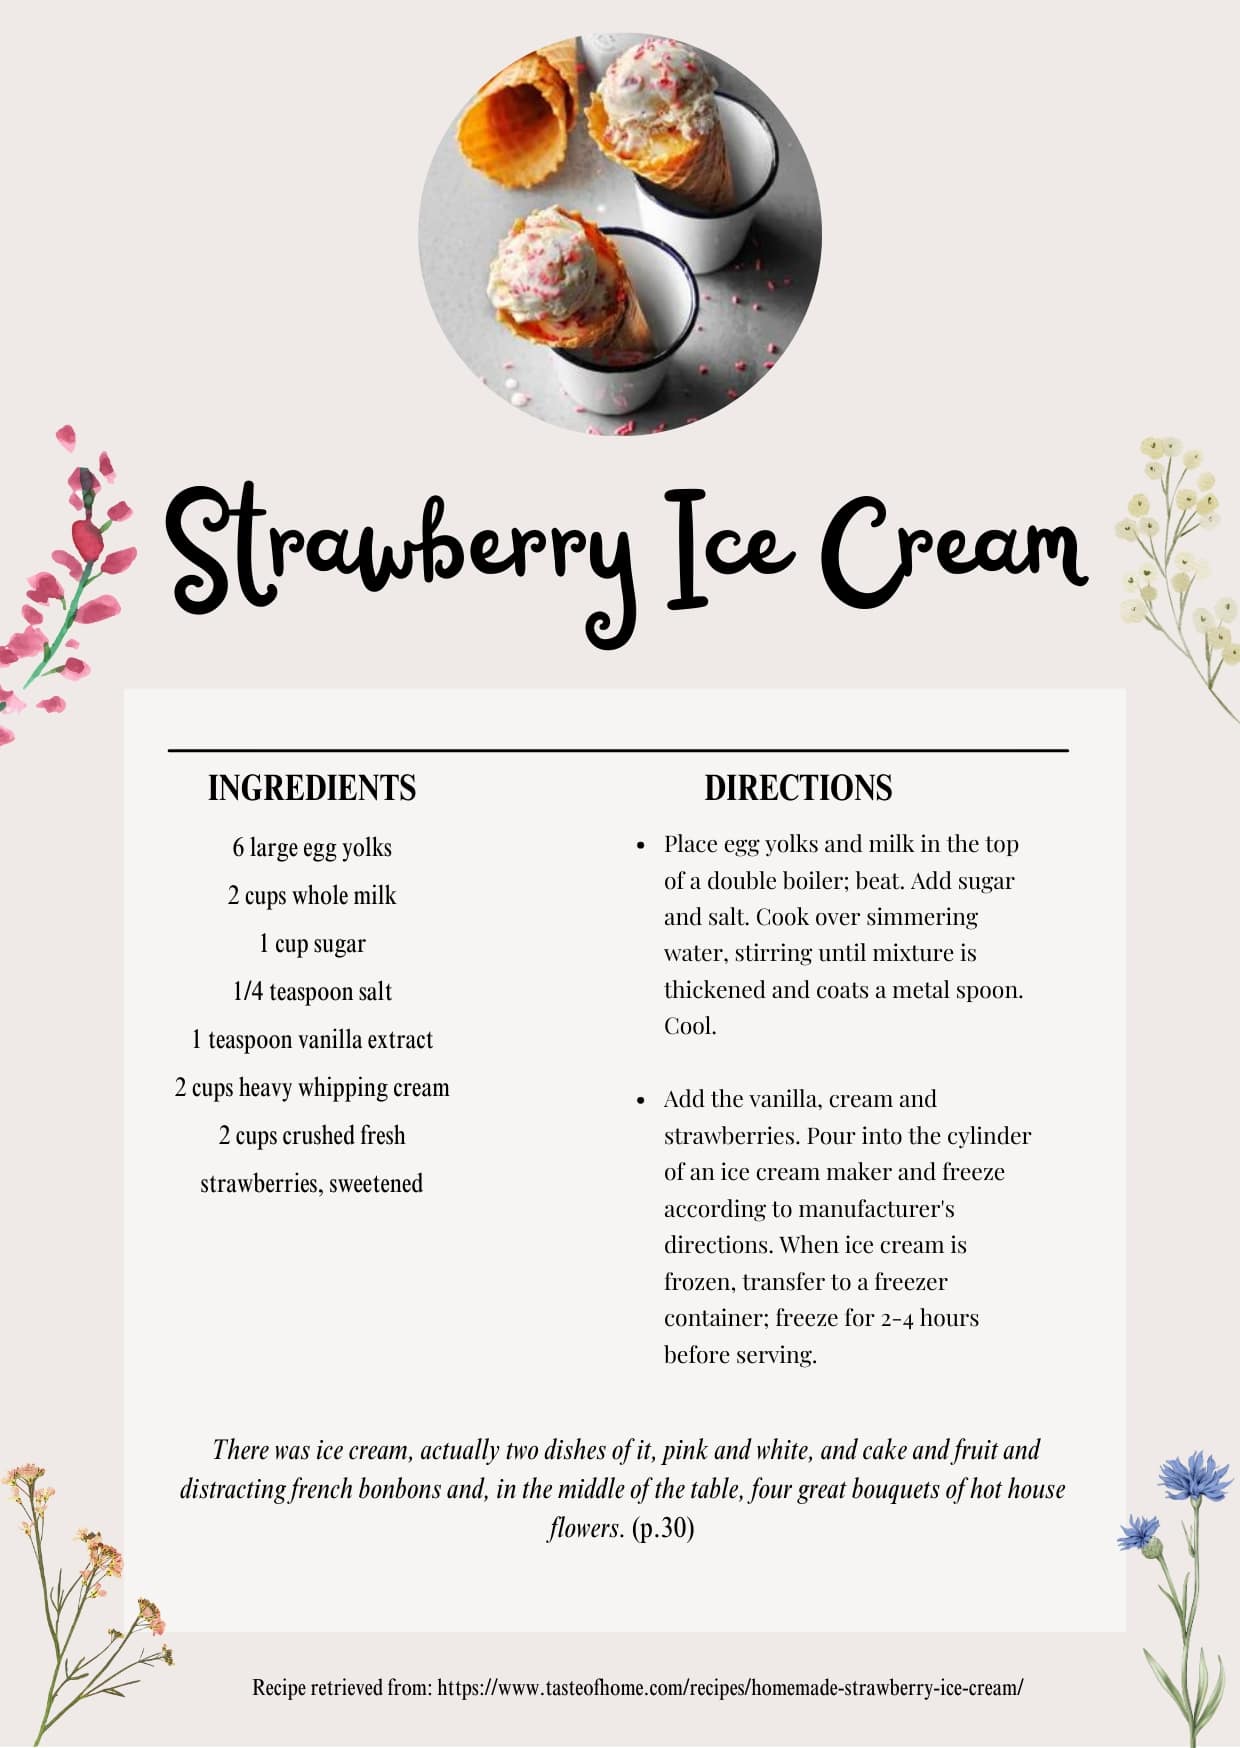 Strawberry Ice Cream
INGREDIENTS
6 large egg yolks
2 cups whole milk
1 cup sugar
1/4 teaspoon salt
1 teaspoon vanilla extract
2 cups heavy whipping cream
2 cups crushed fresh
strawberries, sweetened
DIRECTIONS
• Place egg yolks and milk in the top
of a double boiler; beat. Add sugar
and salt. Cook over simmering
water, stirring until mixture is
thickened and coats a metal spoon.
Cool.
• Add the vanilla, cream and
strawberries. Pour into the cylinder
of an ice cream maker and freeze
according to manufacturer's
directions. When ice cream is
frozen, transfer to a freezer
container; freeze for 2-4 hours
before serving.
There was ice cream, actually two dishes of it, pink and white, and cake and fruit and
distracting french bonbons and, in the middle of the table, four great bouquets of hot house
flowers. (p.30)
Recipe retrieved from: https://www.tasteofhome.com/recipes/homemade-strawberry-ice-cream/